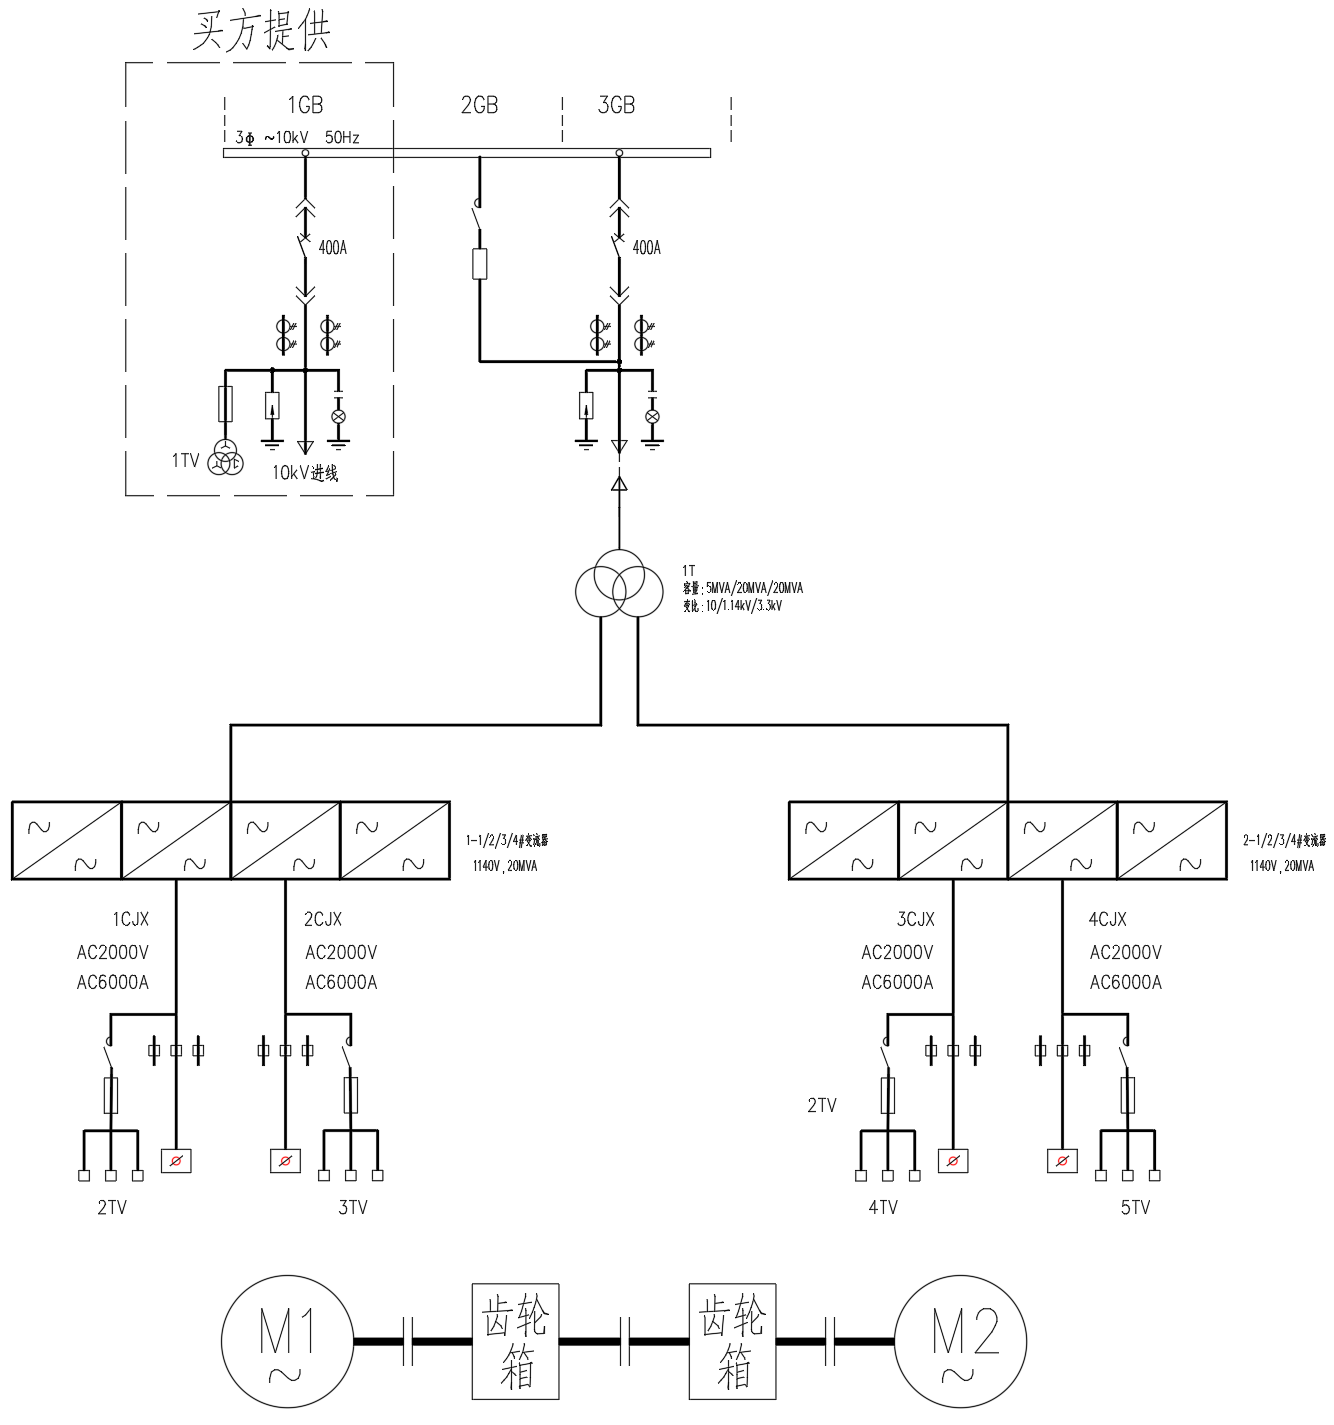 买方提供
1GB
2GB
3GB
3Φ ~10kV 50Hz
400A
400A
1TV
10kV进线
1T
容量:5MVA/20MVA/20MVA
变比:10/1.14kV/3.3kV
1-1/2/3/4#变流器
1140V,20MVA
2-1/2/3/4#变流器
1140V,20MVA
1CJX
AC2000V
AC6000A
2CJX
AC2000V
AC6000A
3CJX
AC2000V
AC6000A
4CJX
AC2000V
AC6000A
2TV
2TV
3TV
4TV
5TV
M1
~
齿轮
箱
齿轮
箱
M2
~